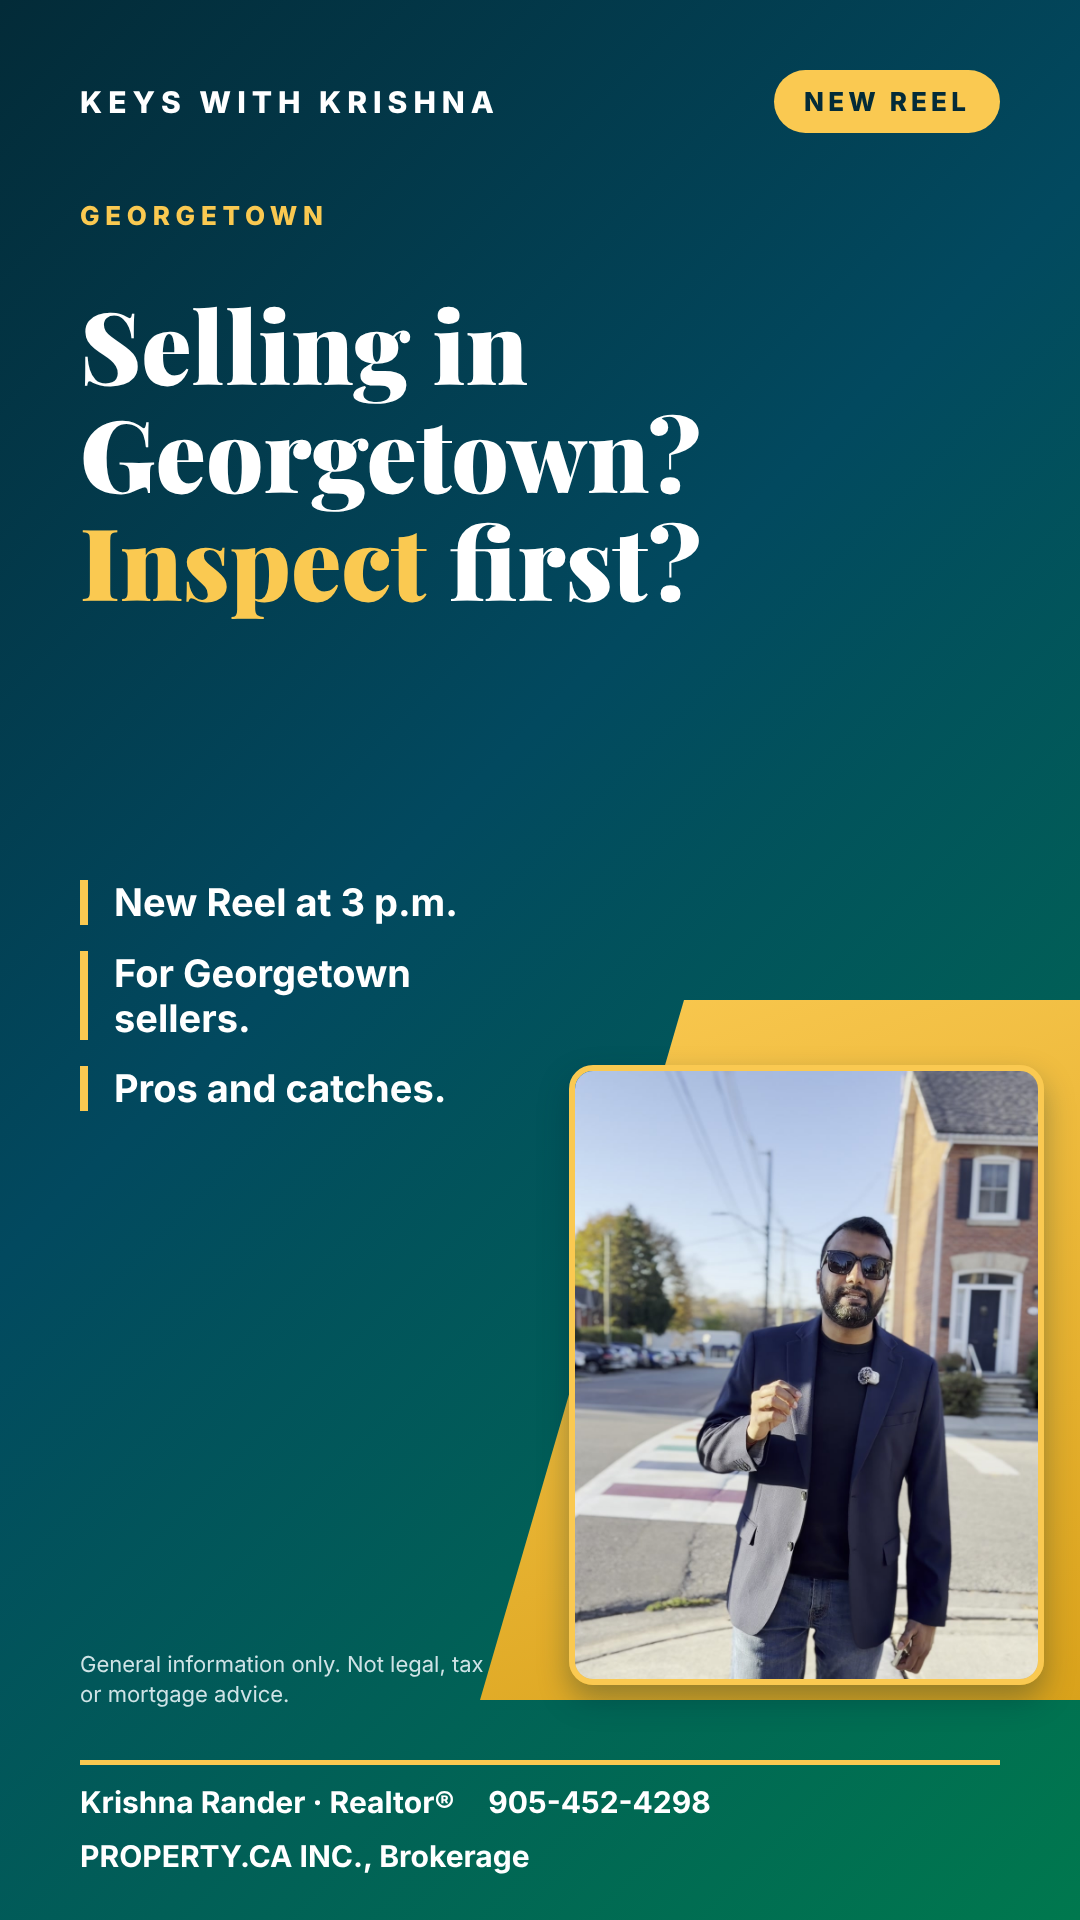 KEYS WITH KRISHNA
NEW REEL
GEORGETOWN
Selling in
Georgetown?
Inspect first?
New Reel at 3 p.m.
For Georgetown
sellers.
Pros and catches.
General information only. Not legal, tax
or mortgage advice.
Krishna Rander · Realtor® 905-452-4298
PROPERTY.CA INC., Brokerage